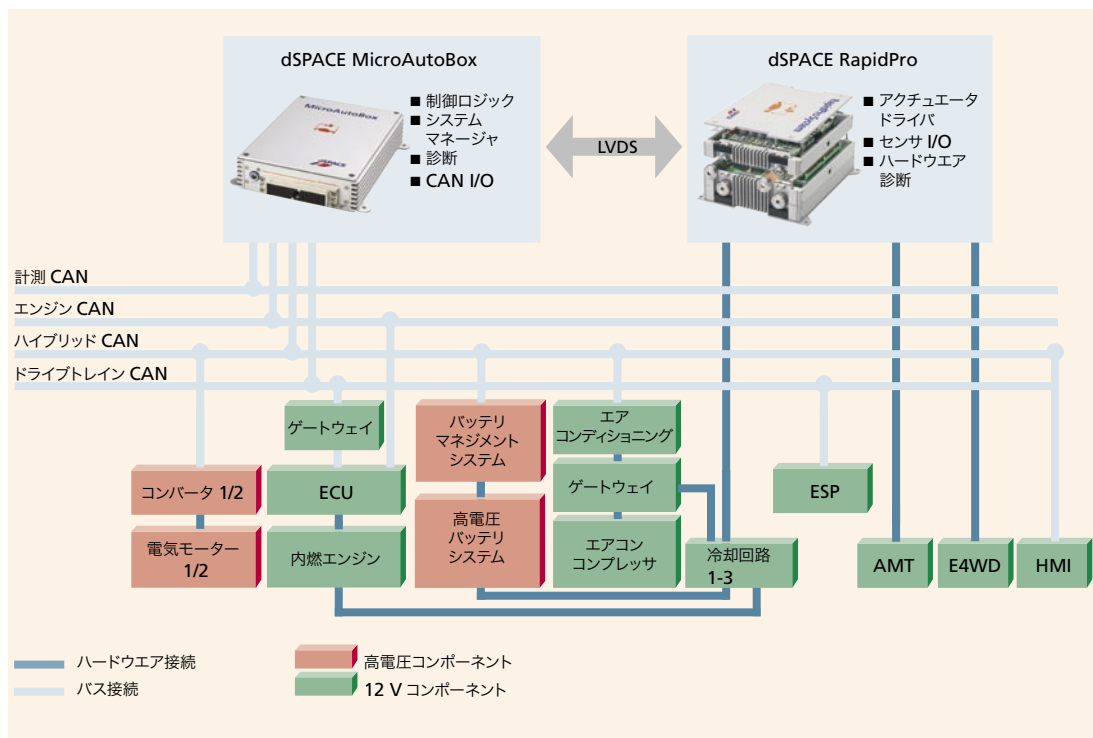 dSPACE MicroAutoBox
MicroAutoBox
dSPACE
■ 制御ロジック
■ システム
マネージャ
■ 診断
■ CAN I/O
LVDS
dSPACE RapidPro
■ アクチュエータ
ドライバ
■ センサ I/O
■ ハードウエア
診断
計測 CAN
エンジン CAN
ハイブリッド CAN
ドライブトレイン CAN
ゲートウェイ
バッテリ
マネジメント
システム
エア
コンディショニング
コンバータ 1/2
ECU
ゲートウェイ
ESP
電気モーター
1/2
内燃エンジン
高電圧
バッテリ
システム
エアコン
コンプレッサ
冷却回路
1-3
AMT
E4WD
HMI
ハードウエア接続
バス接続
高電圧コンポーネント
12 V コンポーネント